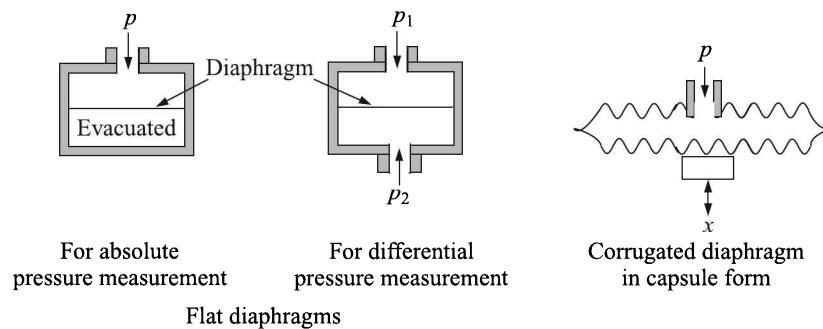 p
p1
p
Diaphragm
Evacuated
p2
x
For absolute
pressure measurement
For differential
pressure measurement
Corrugated diaphragm
in capsule form
Flat diaphragms